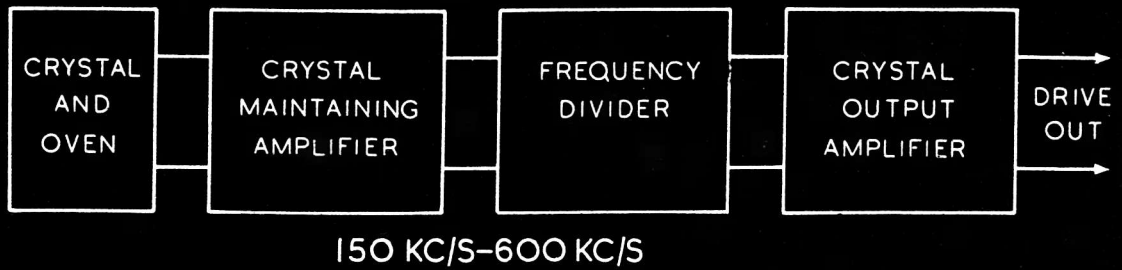 CRYSTAL
AND
OVEN
CRYSTAL
MAINTAINING
AMPLIFIER
FREQUENCY
DIVIDER
CRYSTAL
OUTPUT
AMPLIFIER
DRIVE
OUT
150 KC/S–600 KC/S